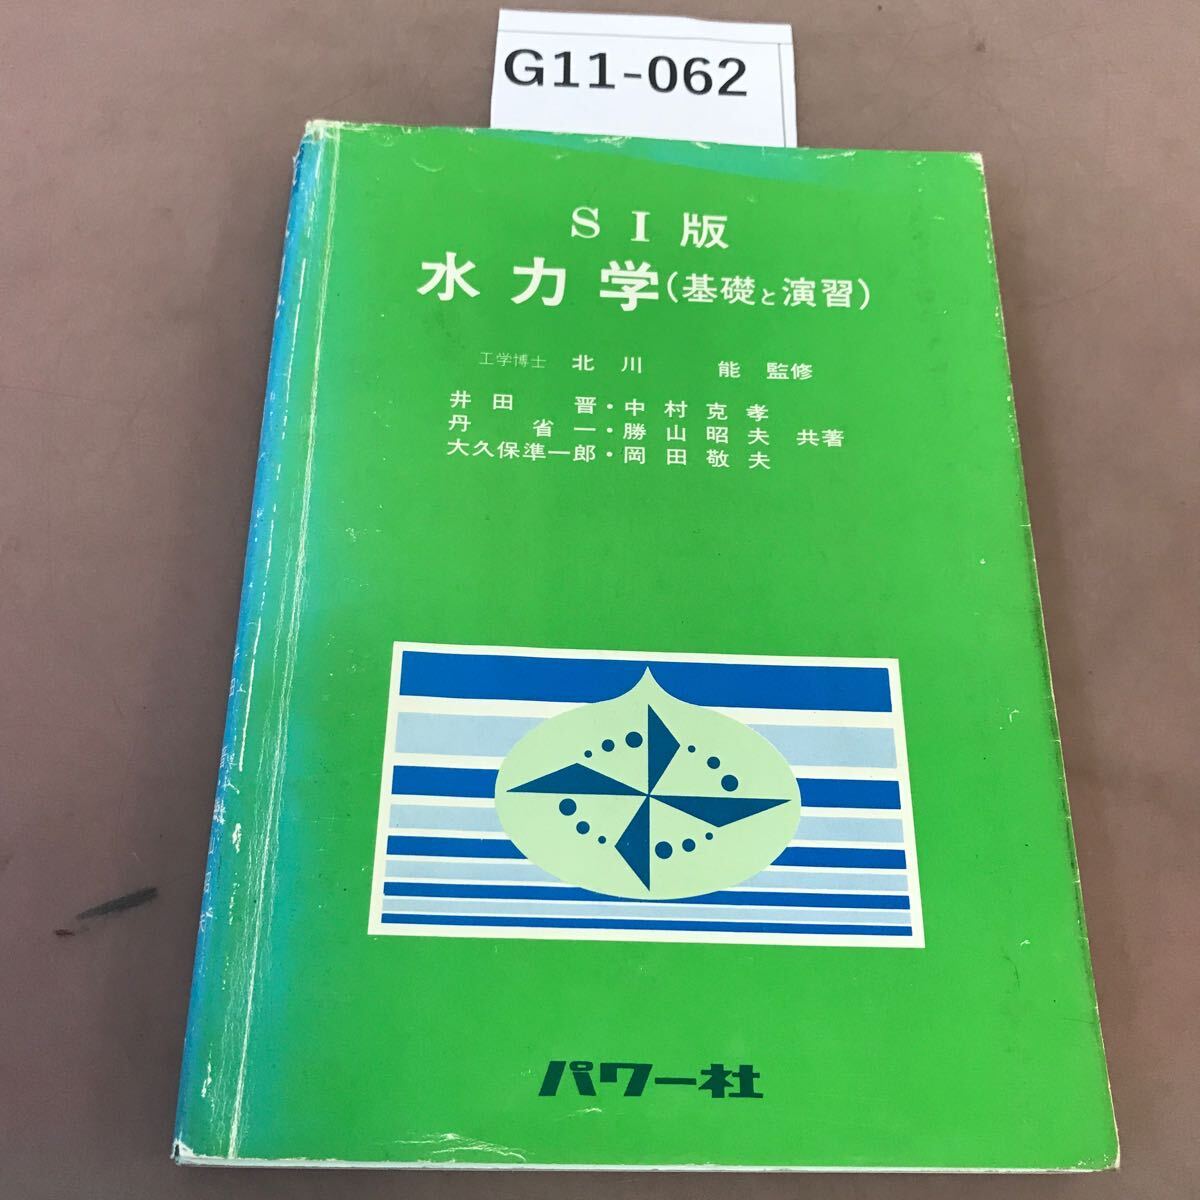 G11-062
SI版
水力学(基礎と演習)
工学博士 北川 能 監修
井田 晋・中村克孝
丹 省一・勝山昭夫 共著
大久保準一郎・岡田敬夫
パワー社